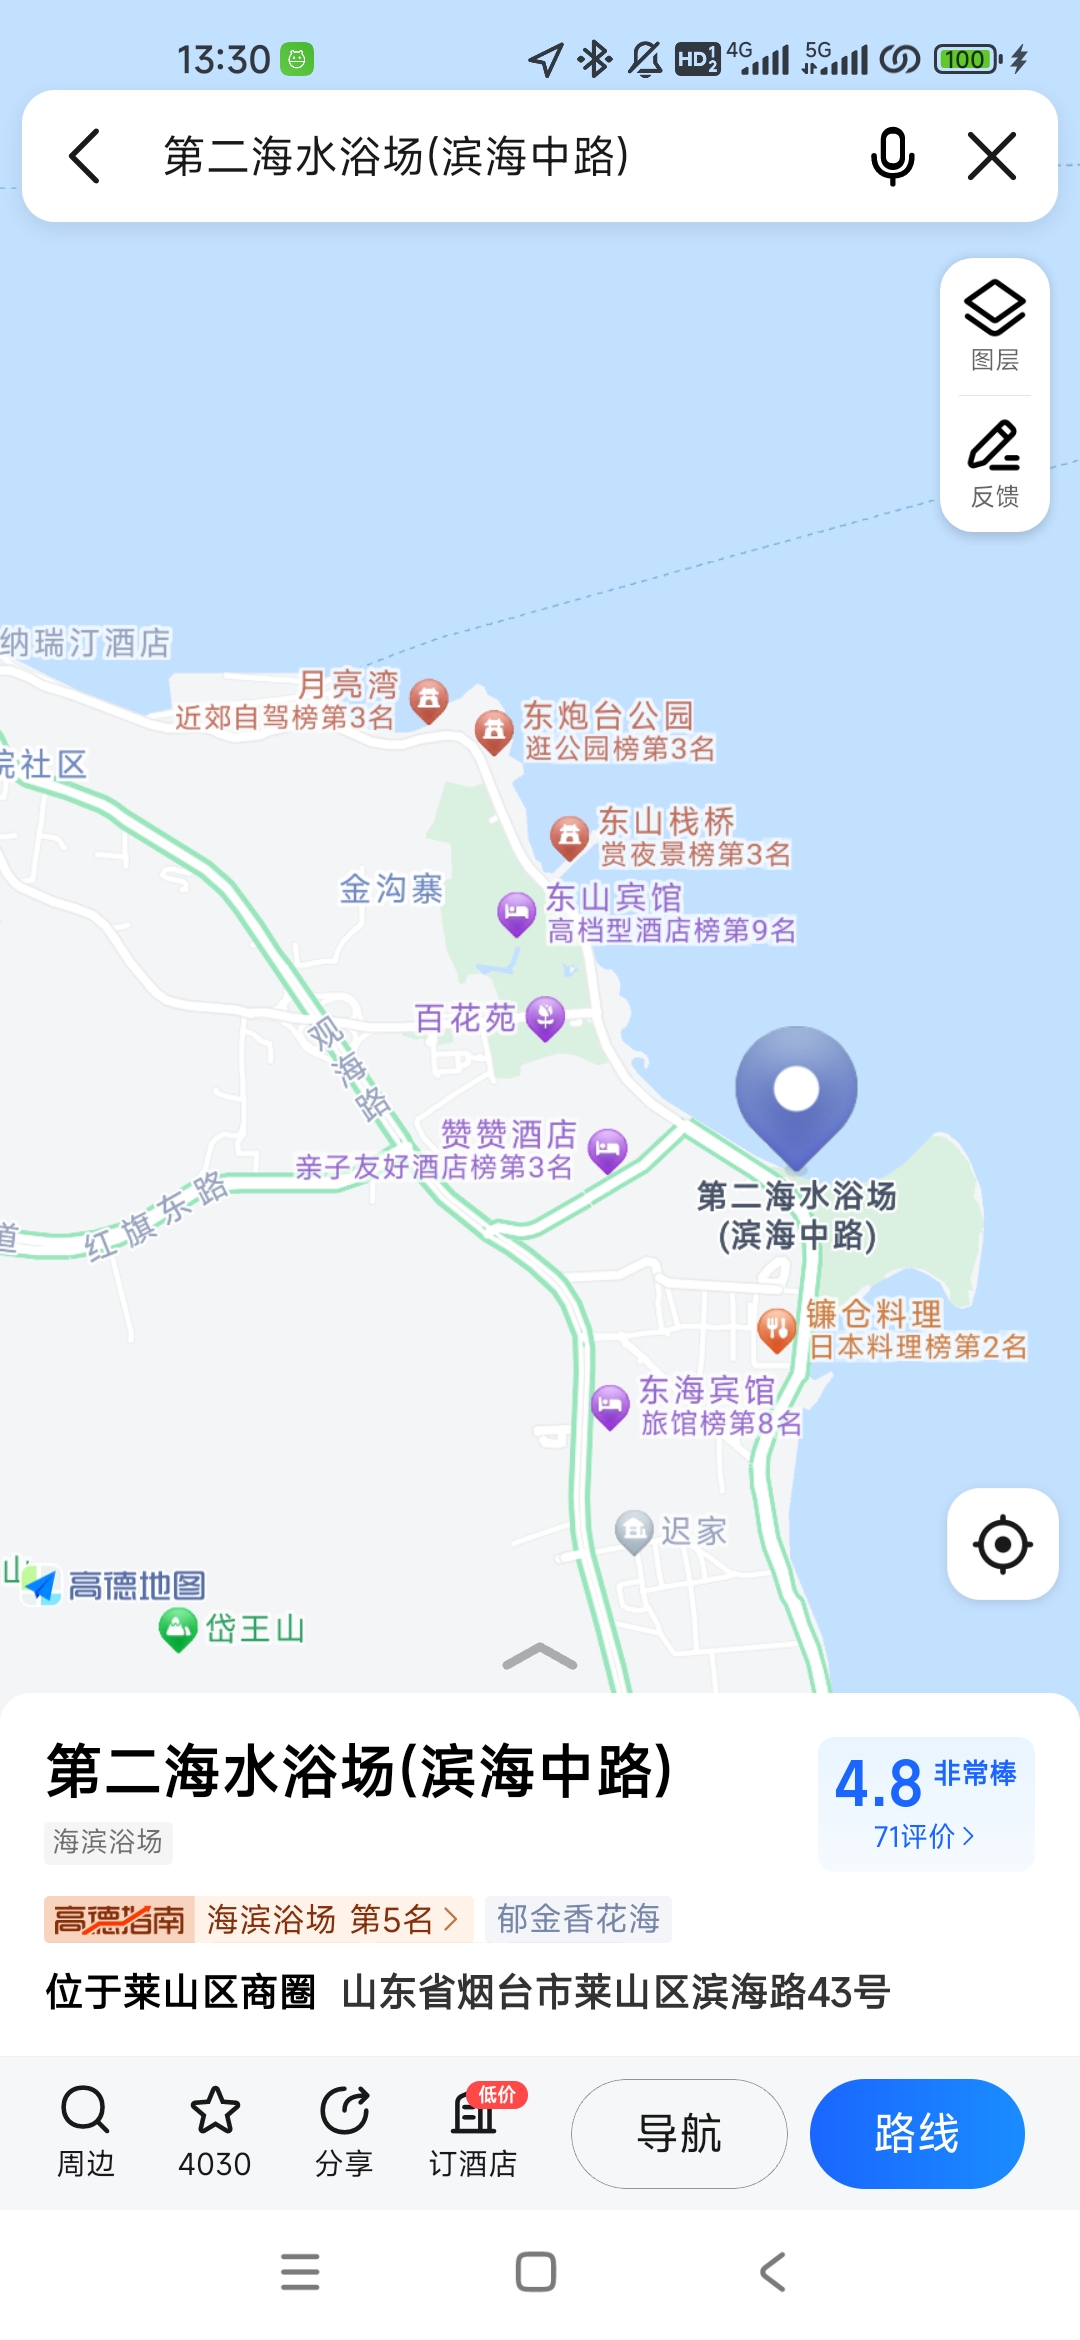 13:30
HD 1 2
4G
5G
100
第二海水浴场(滨海中路)
图层
反馈
纳瑞汀酒店
月亮湾
近郊自驾榜第3名
东炮台公园
逛公园榜第3名
院社区
东山栈桥
赏夜景榜第3名
金沟寨
东山宾馆
高档型酒店榜第9名
百花苑
观海路
赞赞酒店
亲子友好酒店榜第3名
第二海水浴场
(滨海中路)
红旗东路
道
镰仓料理
日本料理榜第2名
东海宾馆
旅馆榜第8名
迟家
山
高德地图
岱王山
第二海水浴场(滨海中路)
4.8 非常棒
71评价
海滨浴场
高德指南 海滨浴场 第5名 郁金香花海
位于莱山区商圈 山东省烟台市莱山区滨海路43号
低价
周边
4030
分享
订酒店
导航
路线